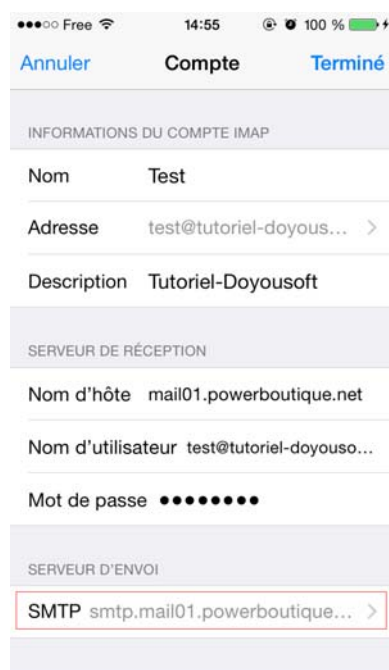 Free 14:55 100 %
Annuler Compte Terminé
INFORMATIONS DU COMPTE IMAP
Nom Test
Adresse test@tutoriel-doyous...
Description Tutoriel-Doyousoft
SERVEUR DE RÉCEPTION
Nom d'hôte mail01.powerboutique.net
Nom d'utilisateur test@tutoriel-doyouso...
Mot de passe ●●●●●●●●
SERVEUR D'ENVOI
SMTP smtp.mail01.powerboutique...